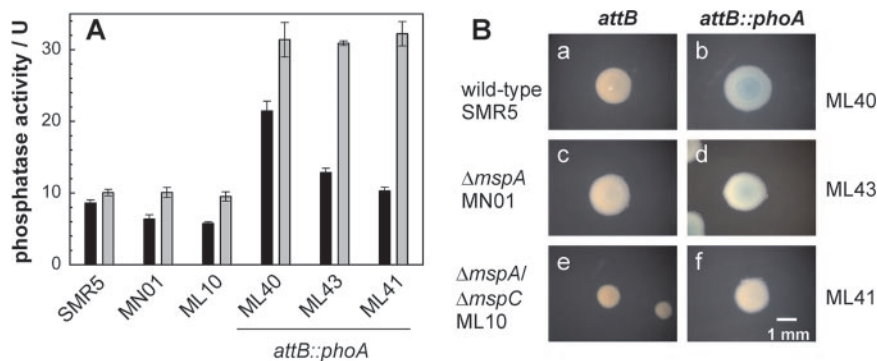 A
phosphatase activity / U
30
20
10
0
SMR5
MN01
ML10
ML40
ML43
ML41
attB::phoA
B
attB
attB::phoA
a
b
wild-type
SMR5
ML40
c
d
ΔmspA
MN01
ML43
e
f
ΔmspA/
ΔmspC
ML10
ML41
1 mm